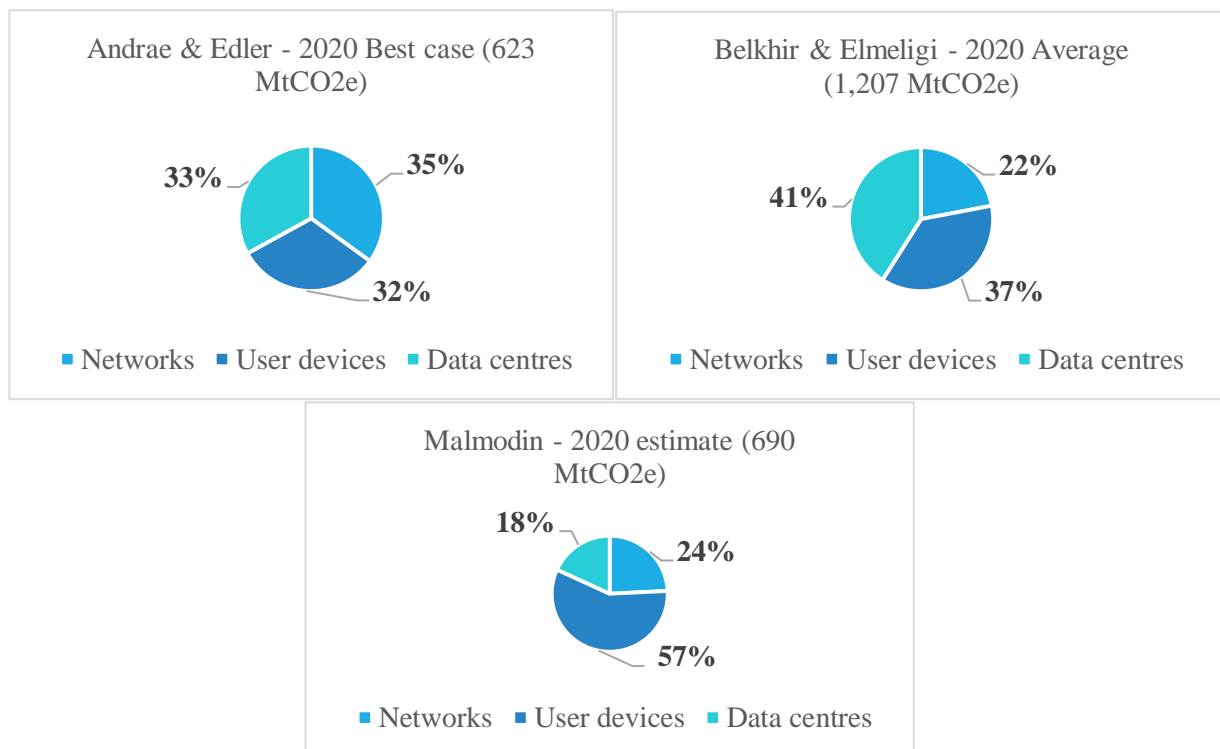 Andrae & Edler - 2020 Best case (623
MtCO2e)
33%
35%
32%
Networks User devices Data centres
Belkhir & Elmeligi - 2020 Average
(1,207 MtCO2e)
22%
41%
37%
Networks User devices Data centres
Malmodin - 2020 estimate (690
MtCO2e)
18%
24%
57%
Networks User devices Data centres